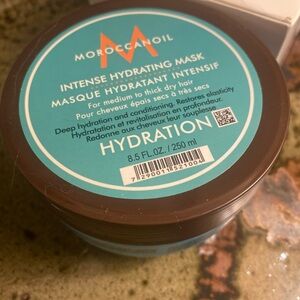 MOROCCANOIL
INTENSE HYDRATING MASK
MASQUE HYDRATANT INTENSIF
For medium to thick dry hair
Pour cheveux épais secs à très secs
Deep hydration and conditioning. Restores elasticity
Hydratation et revitalisation en profondeur.
Redonne aux cheveux leur souplesse.
HYDRATION
8.5 FL.OZ. / 250 ml
7290011521004